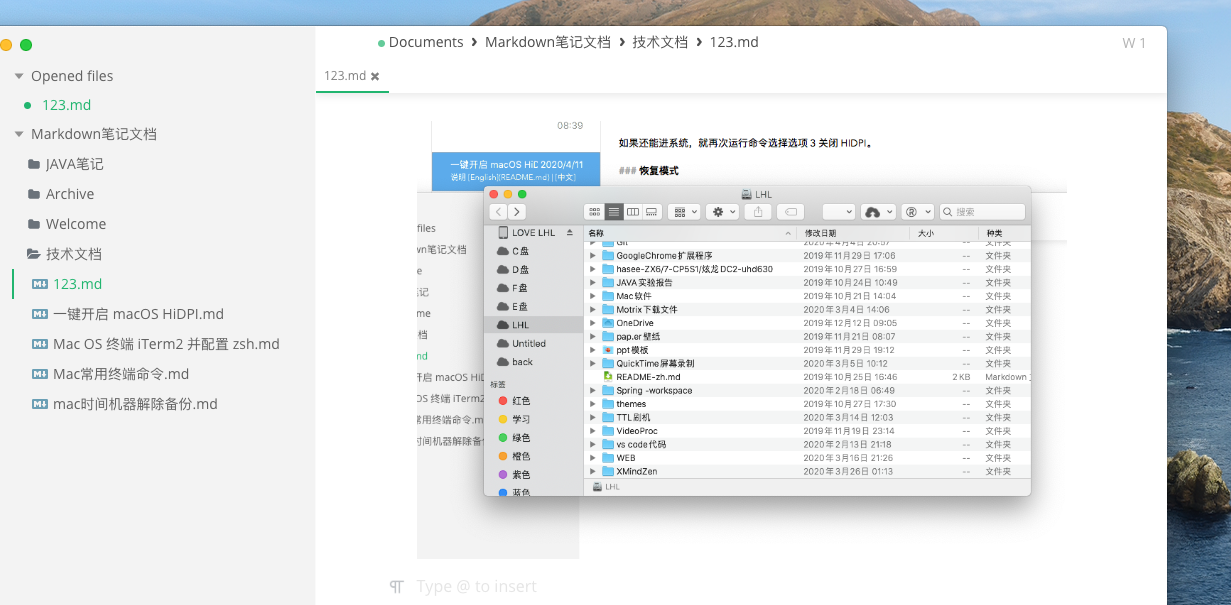 Documents › Markdown笔记文档 › 技术文档 › 123.md
W 1
Opened files
123.md
Markdown笔记文档
JAVA笔记
Archive
Welcome
技术文档
123.md
一键开启 macOS HiDPI.md
Mac OS 终端 iTerm2 并配置 zsh.md
Mac常用终端命令.md
mac时间机器解除备份.md
123.md
08:39
一键开启 macOS HiD 2020/4/11
说明 [English](README.md) | [中文]
如果还能进系统，就再次运行命令选择选项 3 关闭 HIDPI。
### 恢复模式
files
wn笔记文档
笔记
me
档
md
开启 macOS HiD
OS 终端 iTerm2
常用终端命令.m
时间机器解除备份
LHL
搜索
LOVE LHL
C盘
D盘
F盘
E盘
LHL
Untitled
back
标签
红色
学习
绿色
橙色
紫色
蓝色
名称 修改日期 大小 种类
Git 2020年4月4日 20:57 -- 文件夹
GoogleChrome扩展程序 2019年11月29日 17:06 -- 文件夹
hasee-ZX6/7-CP5S1/炫龙DC2-uhd630 2019年10月27日 16:59 -- 文件夹
JAVA实验报告 2019年10月24日 10:49 -- 文件夹
Mac软件 2019年10月21日 14:04 -- 文件夹
Motrix下载文件 2020年3月4日 14:06 -- 文件夹
OneDrive 2019年12月12日 09:05 -- 文件夹
pap.er壁纸 2019年11月21日 08:07 -- 文件夹
ppt模板 2019年11月29日 19:12 -- 文件夹
QuickTime屏幕录制 2020年3月5日 10:12 -- 文件夹
README-zh.md 2019年10月25日 16:46 2 KB Markdown
Spring -workspace 2020年2月18日 06:49 -- 文件夹
themes 2019年10月27日 17:30 -- 文件夹
TTL刷机 2020年3月14日 12:03 -- 文件夹
VideoProc 2019年11月19日 23:14 -- 文件夹
vs code代码 2020年2月13日 21:18 -- 文件夹
WEB 2020年3月16日 21:26 -- 文件夹
XMindZen 2020年3月26日 01:13 -- 文件夹
LHL
Type @ to insert